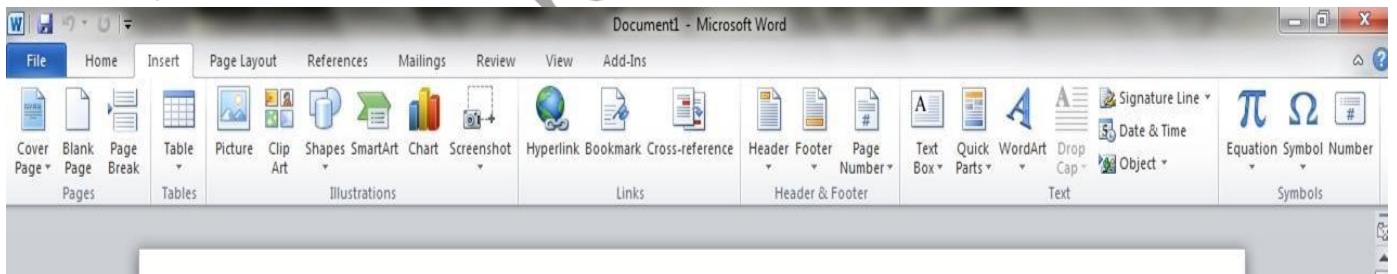 Document1 - Microsoft Word
File Home Insert Page Layout References Mailings Review View Add-Ins
Cover Page
Blank Page
Page Break
Pages
Table
Tables
Picture
Clip Art
Shapes
SmartArt
Chart
Screenshot
Illustrations
Hyperlink
Bookmark
Cross-reference
Links
Header
Footer
Page Number
Header & Footer
Text Box
Quick Parts
WordArt
Drop Cap
Signature Line
Date & Time
Object
Text
Equation
Symbol
Number
Symbols